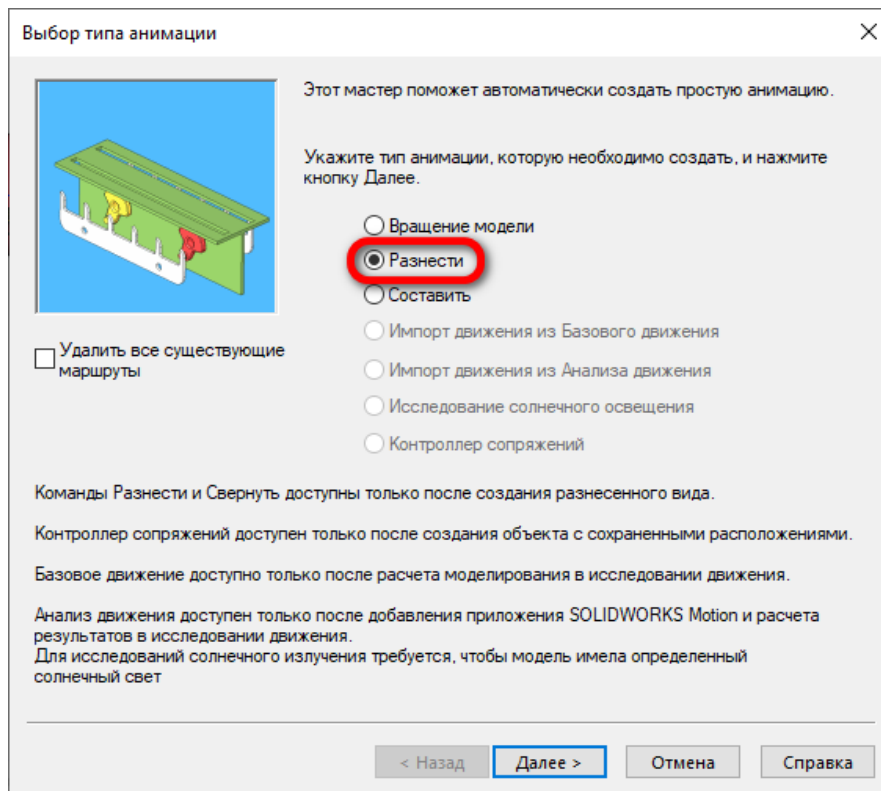 Выбор типа анимации
Этот мастер поможет автоматически создать простую анимацию.
Укажите тип анимации, которую необходимо создать, и нажмите
кнопку Далее.
Вращение модели
Разнести
Составить
Импорт движения из Базового движения
Импорт движения из Анализа движения
Исследование солнечного освещения
Контроллер сопряжений
Удалить все существующие
маршруты
Команды Разнести и Свернуть доступны только после создания разнесенного вида.
Контроллер сопряжений доступен только после создания объекта с сохраненными расположениями.
Базовое движение доступно только после расчета моделирования в исследовании движения.
Анализ движения доступен только после добавления приложения SOLIDWORKS Motion и расчета
результатов в исследовании движения.
Для исследований солнечного излучения требуется, чтобы модель имела определенный
солнечный свет
< Назад
Далее >
Отмена
Справка